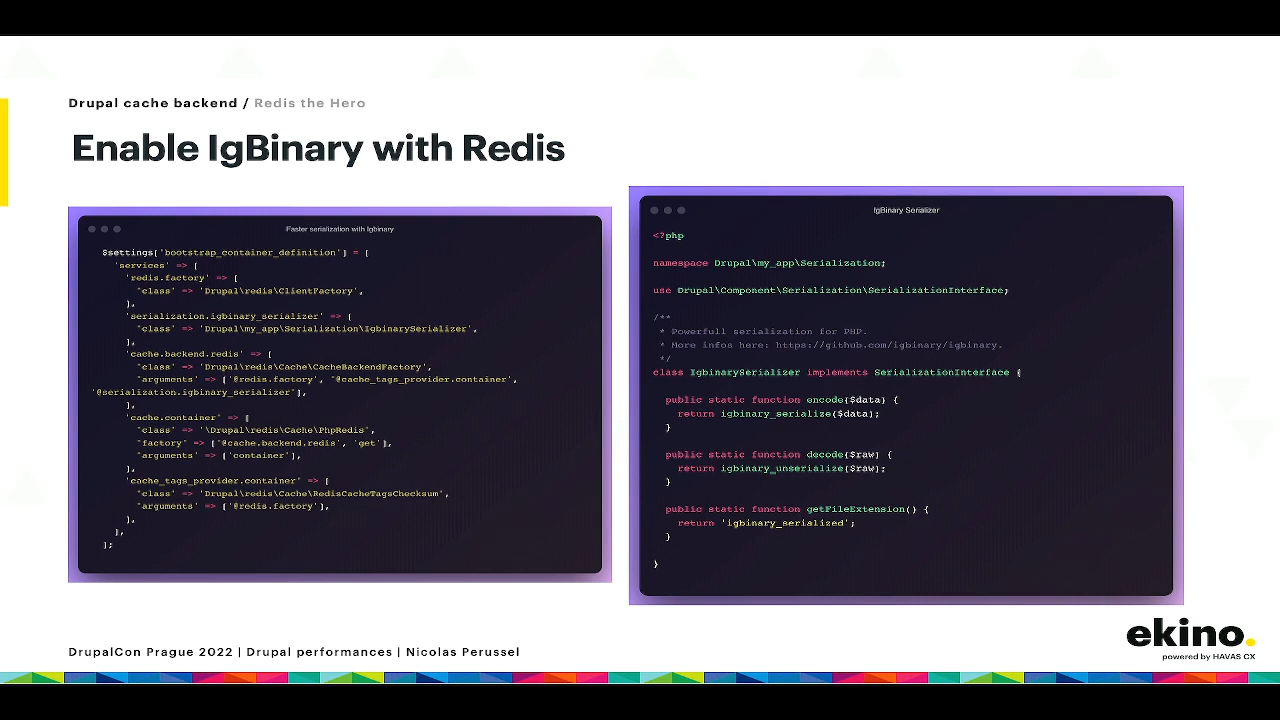 Drupal cache backend / Redis the Hero
Enable IgBinary with Redis
Faster serialization with Igbinary
$settings['bootstrap_container_definition'] = [
'services' => [
'redis.factory' => [
'class' => 'Drupal\redis\ClientFactory',
],
'serialization.igbinary_serializer' => [
'class' => 'Drupal\my_app\Serialization\IgbinarySerializer',
],
'cache.backend.redis' => [
'class' => 'Drupal\redis\Cache\CacheBackendFactory',
'arguments' => ['@redis.factory', '@cache_tags_provider.container',
'@serialization.igbinary_serializer'],
],
'cache.container' => [
'class' => '\Drupal\redis\Cache\PhpRedis',
'factory' => ['@cache.backend.redis', 'get'],
'arguments' => ['container'],
],
'cache_tags_provider.container' => [
'class' => 'Drupal\redis\Cache\RedisCacheTagsChecksum',
'arguments' => ['@redis.factory'],
],
],
];
IgBinary Serializer
<?php
namespace Drupal\my_app\Serialization;
use Drupal\Component\Serialization\SerializationInterface;
/**
* Powerfull serialization for PHP.
* More infos here: https://github.com/igbinary/igbinary.
*/
class IgbinarySerializer implements SerializationInterface {
public static function encode($data) {
return igbinary_serialize($data);
}
public static function decode($raw) {
return igbinary_unserialize($raw);
}
public static function getFileExtension() {
return 'igbinary_serialized';
}
}
DrupalCon Prague 2022 | Drupal performances | Nicolas Perussel
ekino.
powered by HAVAS CX